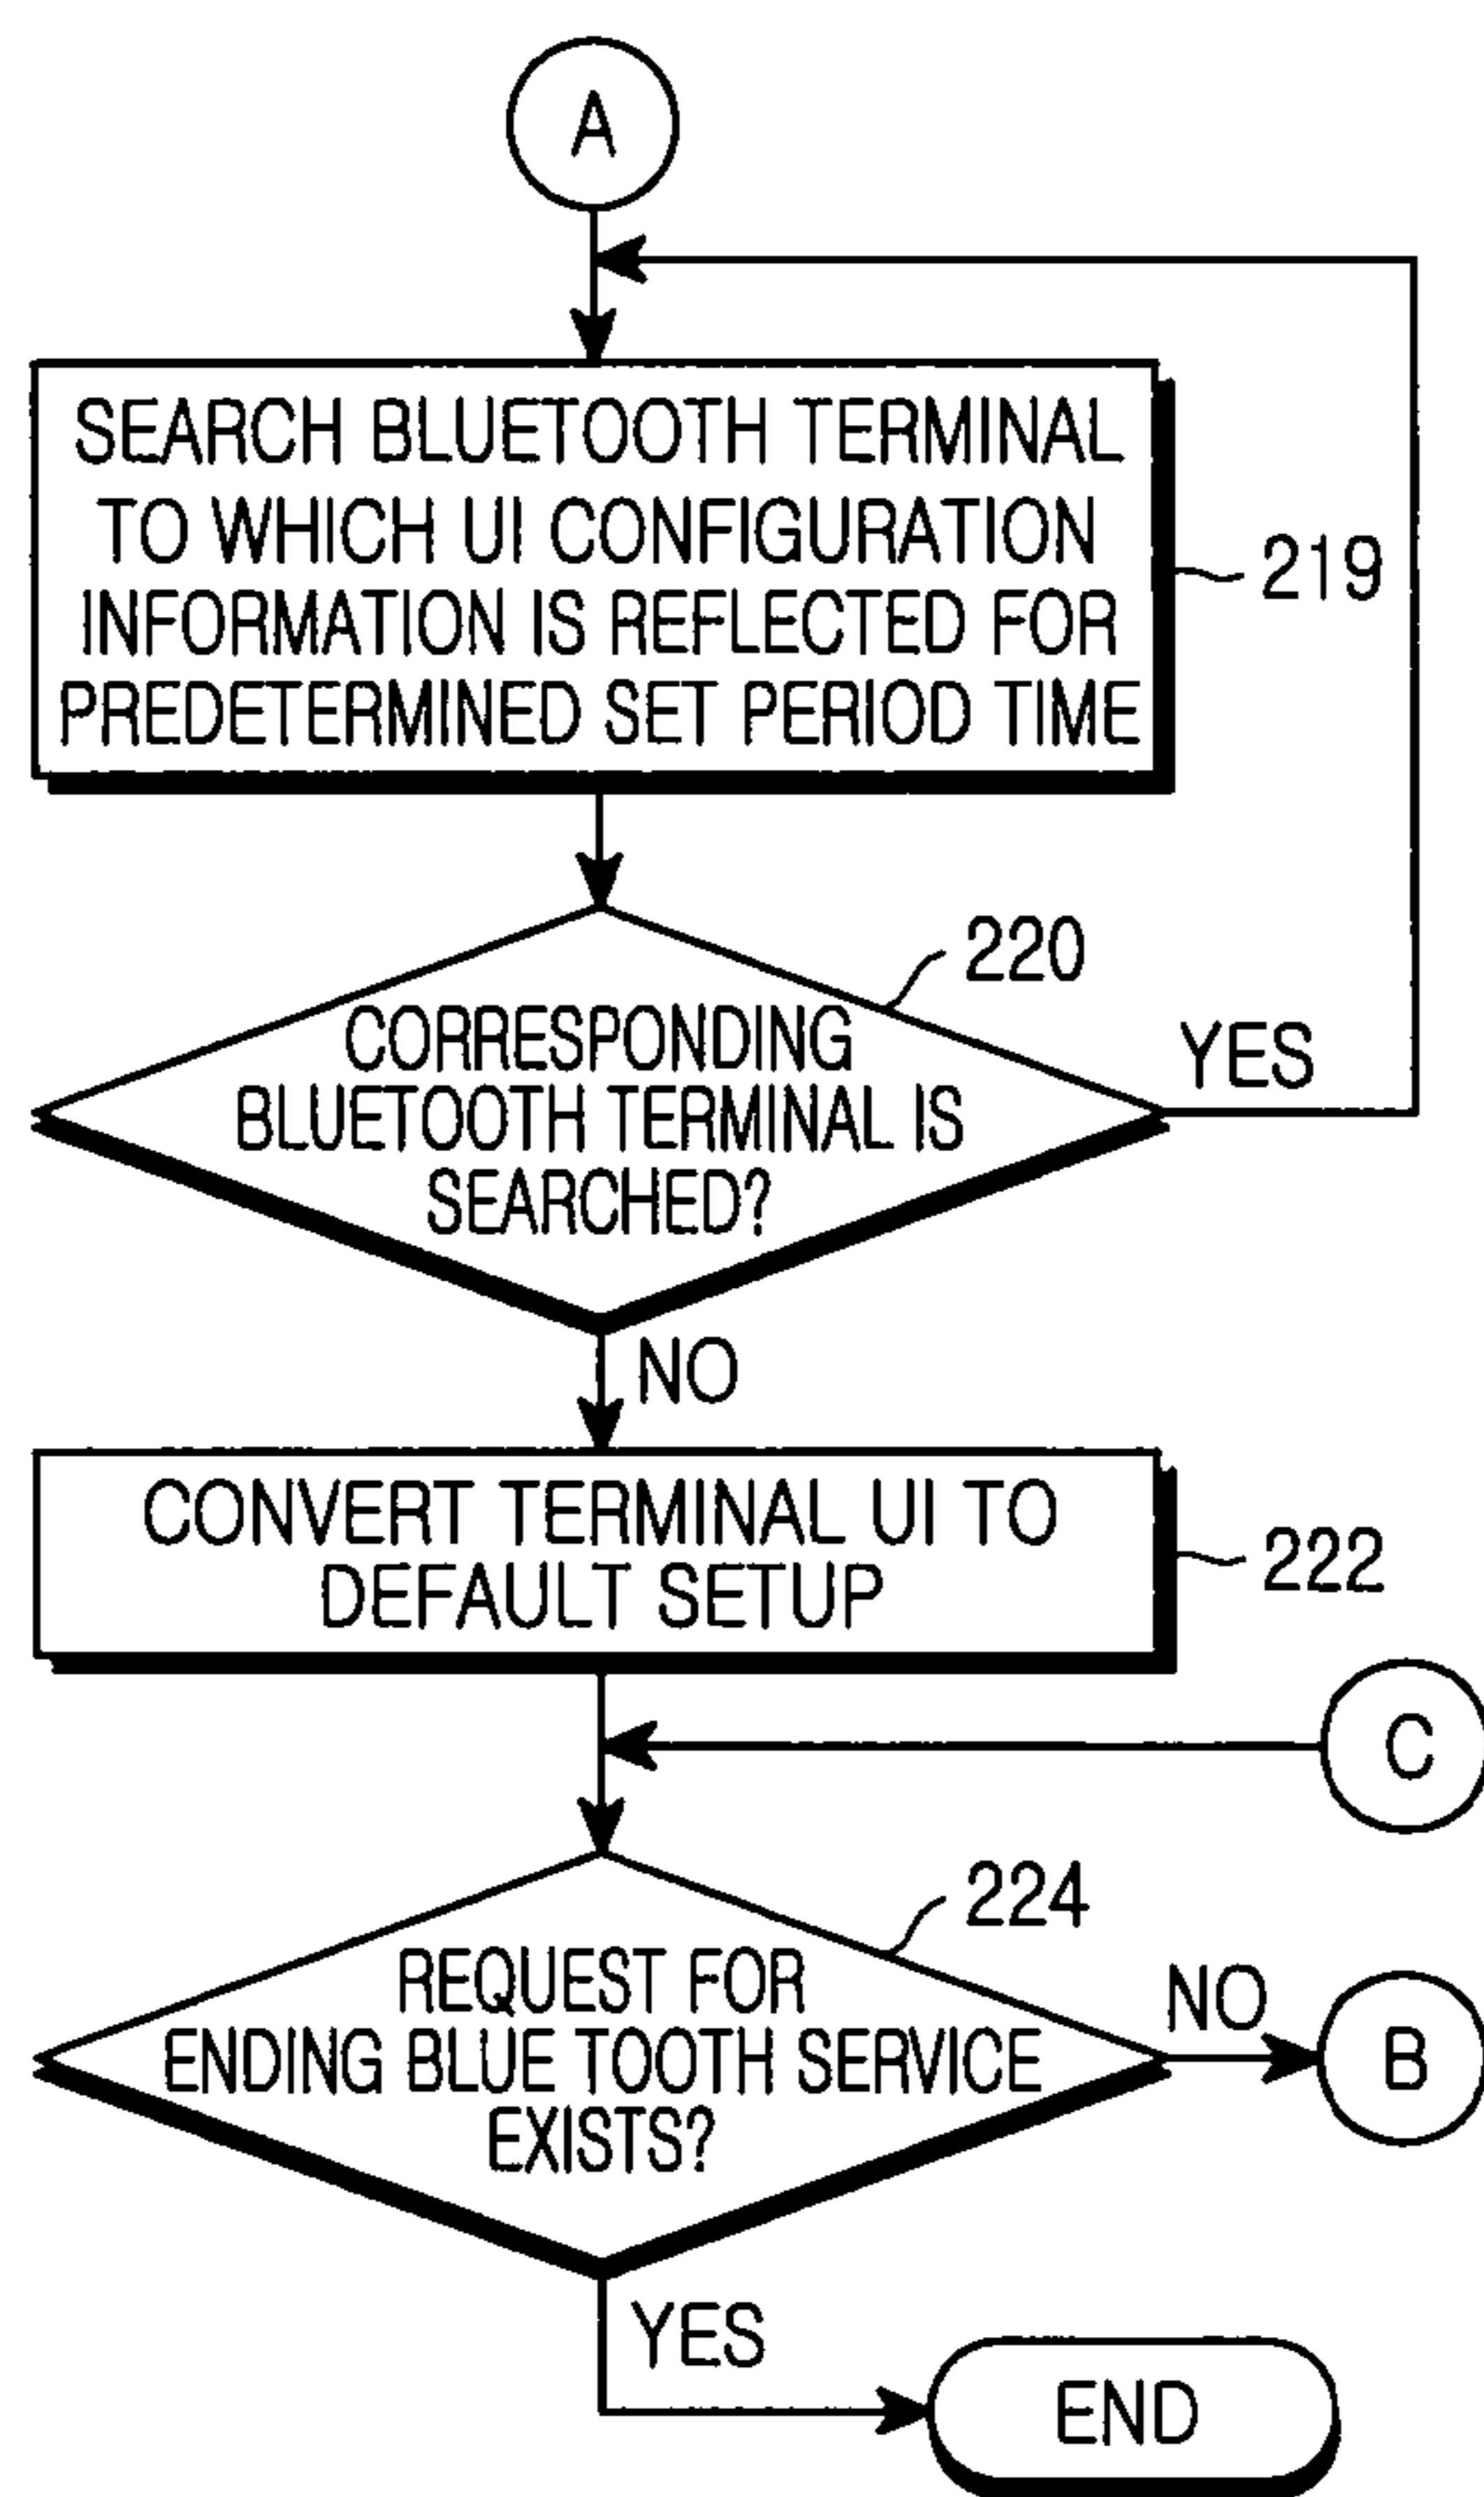 A
SEARCH BLUETOOTH TERMINAL
TO WHICH UI CONFIGURATION
INFORMATION IS REFLECTED FOR
PREDETERMINED SET PERIOD TIME
219
220
CORRESPONDING
BLUETOOTH TERMINAL IS
SEARCHED?
YES
NO
CONVERT TERMINAL UI TO
DEFAULT SETUP
222
C
224
REQUEST FOR
ENDING BLUE TOOTH SERVICE
EXISTS?
NO
B
YES
END